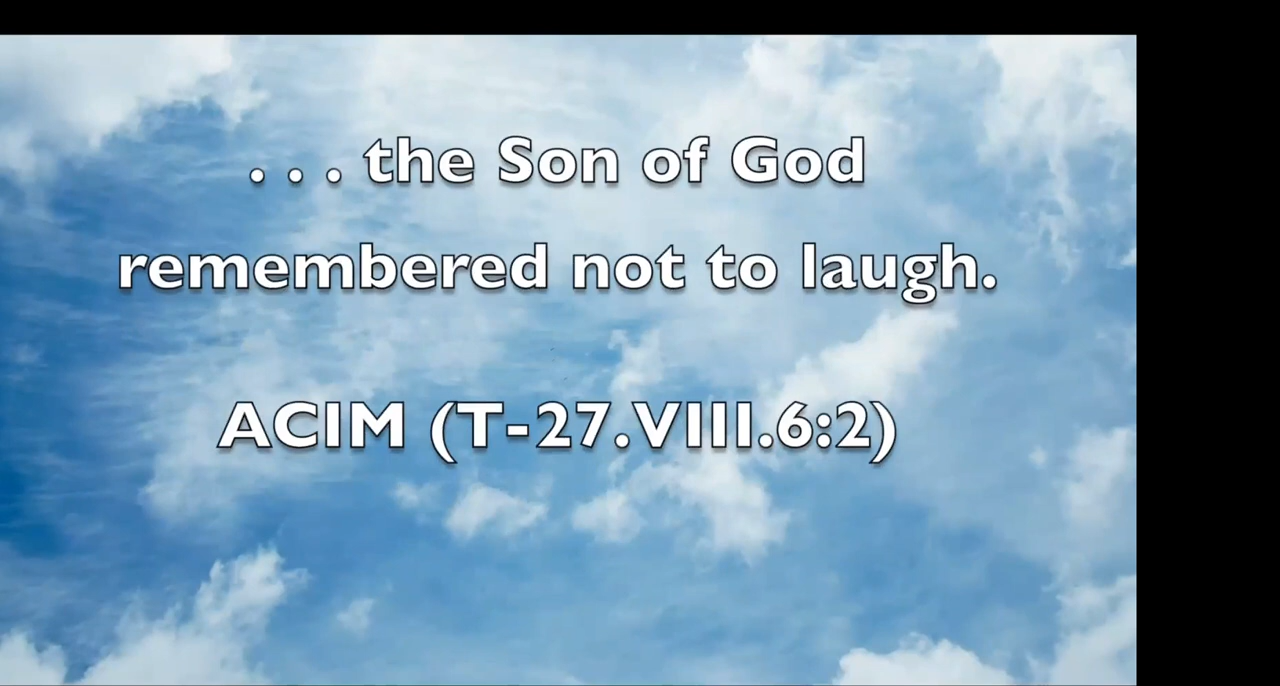 . . . the Son of God
remembered not to laugh.
ACIM (T-27.VIII.6:2)